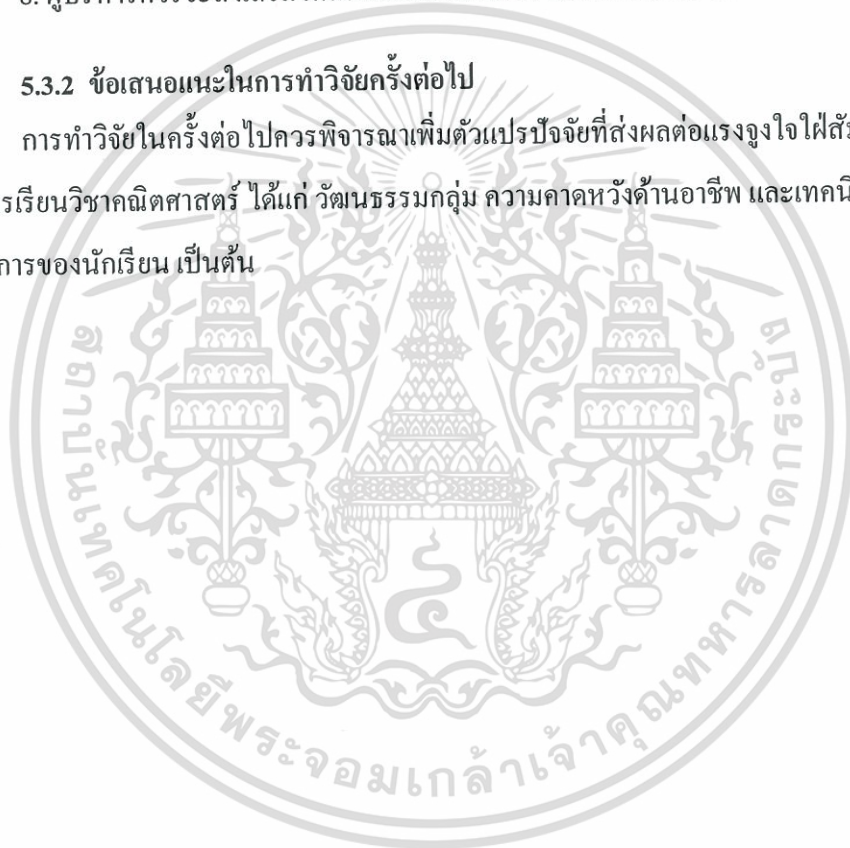 5.3.2 ข้อเสนอแนะในการทำวิจัยครั้งต่อไป
การทำวิจัยในครั้งต่อไปควรพิจารณาเพิ่มตัวแปรปัจจัยที่ส่งผลต่อแรงจูงใจใฝ่สัม
รเรียนวิชาคณิตศาสตร์ ได้แก่ วัฒนธรรมกลุ่ม ความคาดหวังด้านอาชีพ และเทคนิ
การของนักเรียน เป็นต้น
สถาบันเทคโนโลยีพระจอมเกล้าเจ้าคุณทหารลาดกระบัง